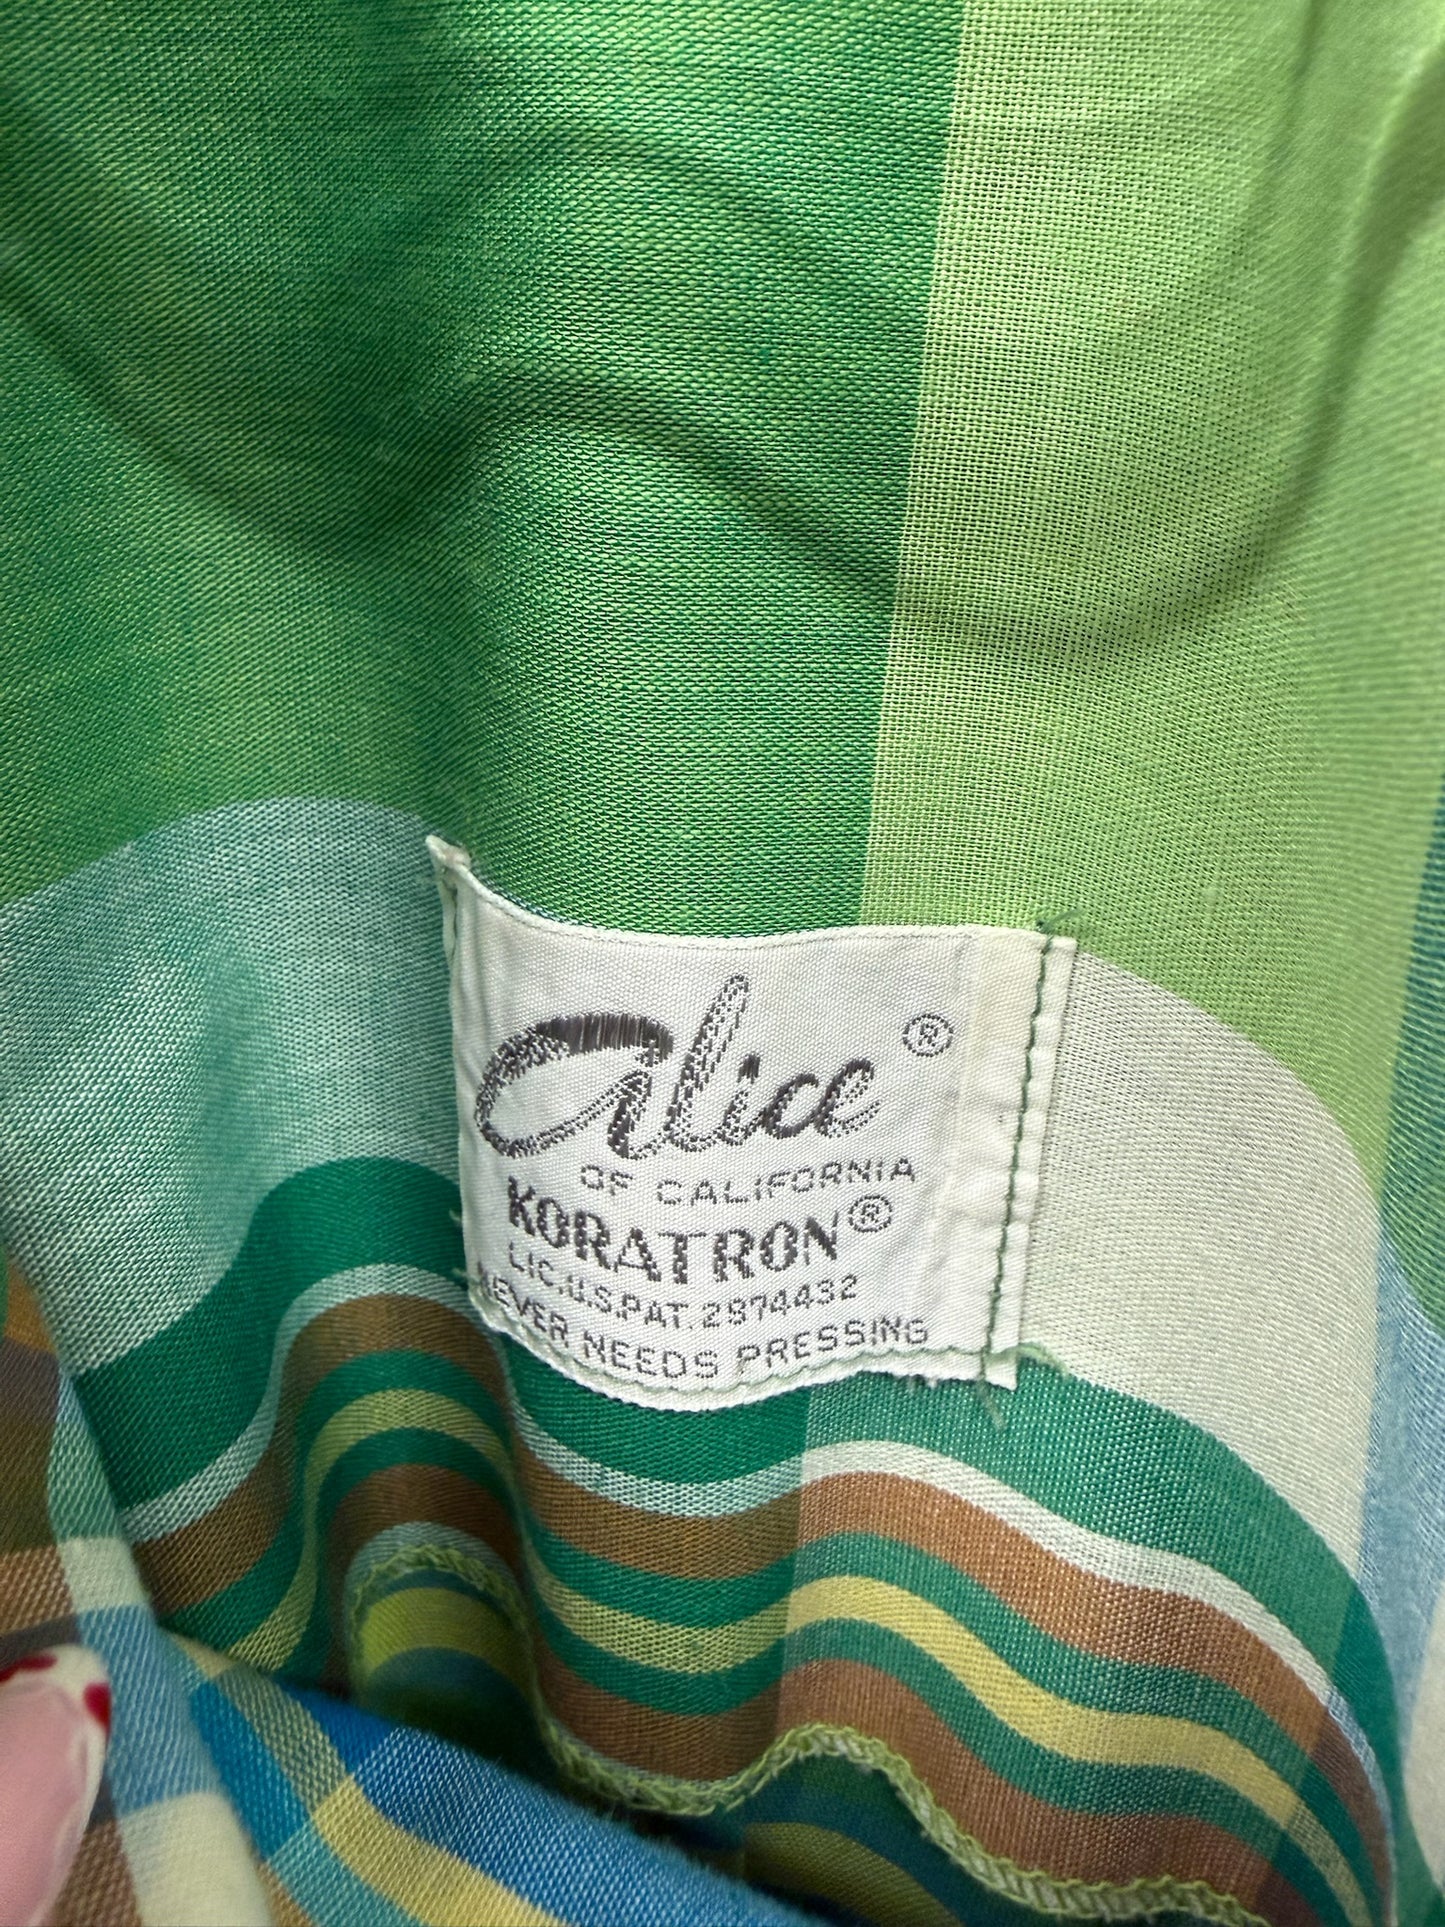 Alice ®
OF CALIFORNIA
KORATRON®
LIC.U.S.PAT.2974432
NEVER NEEDS PRESSING